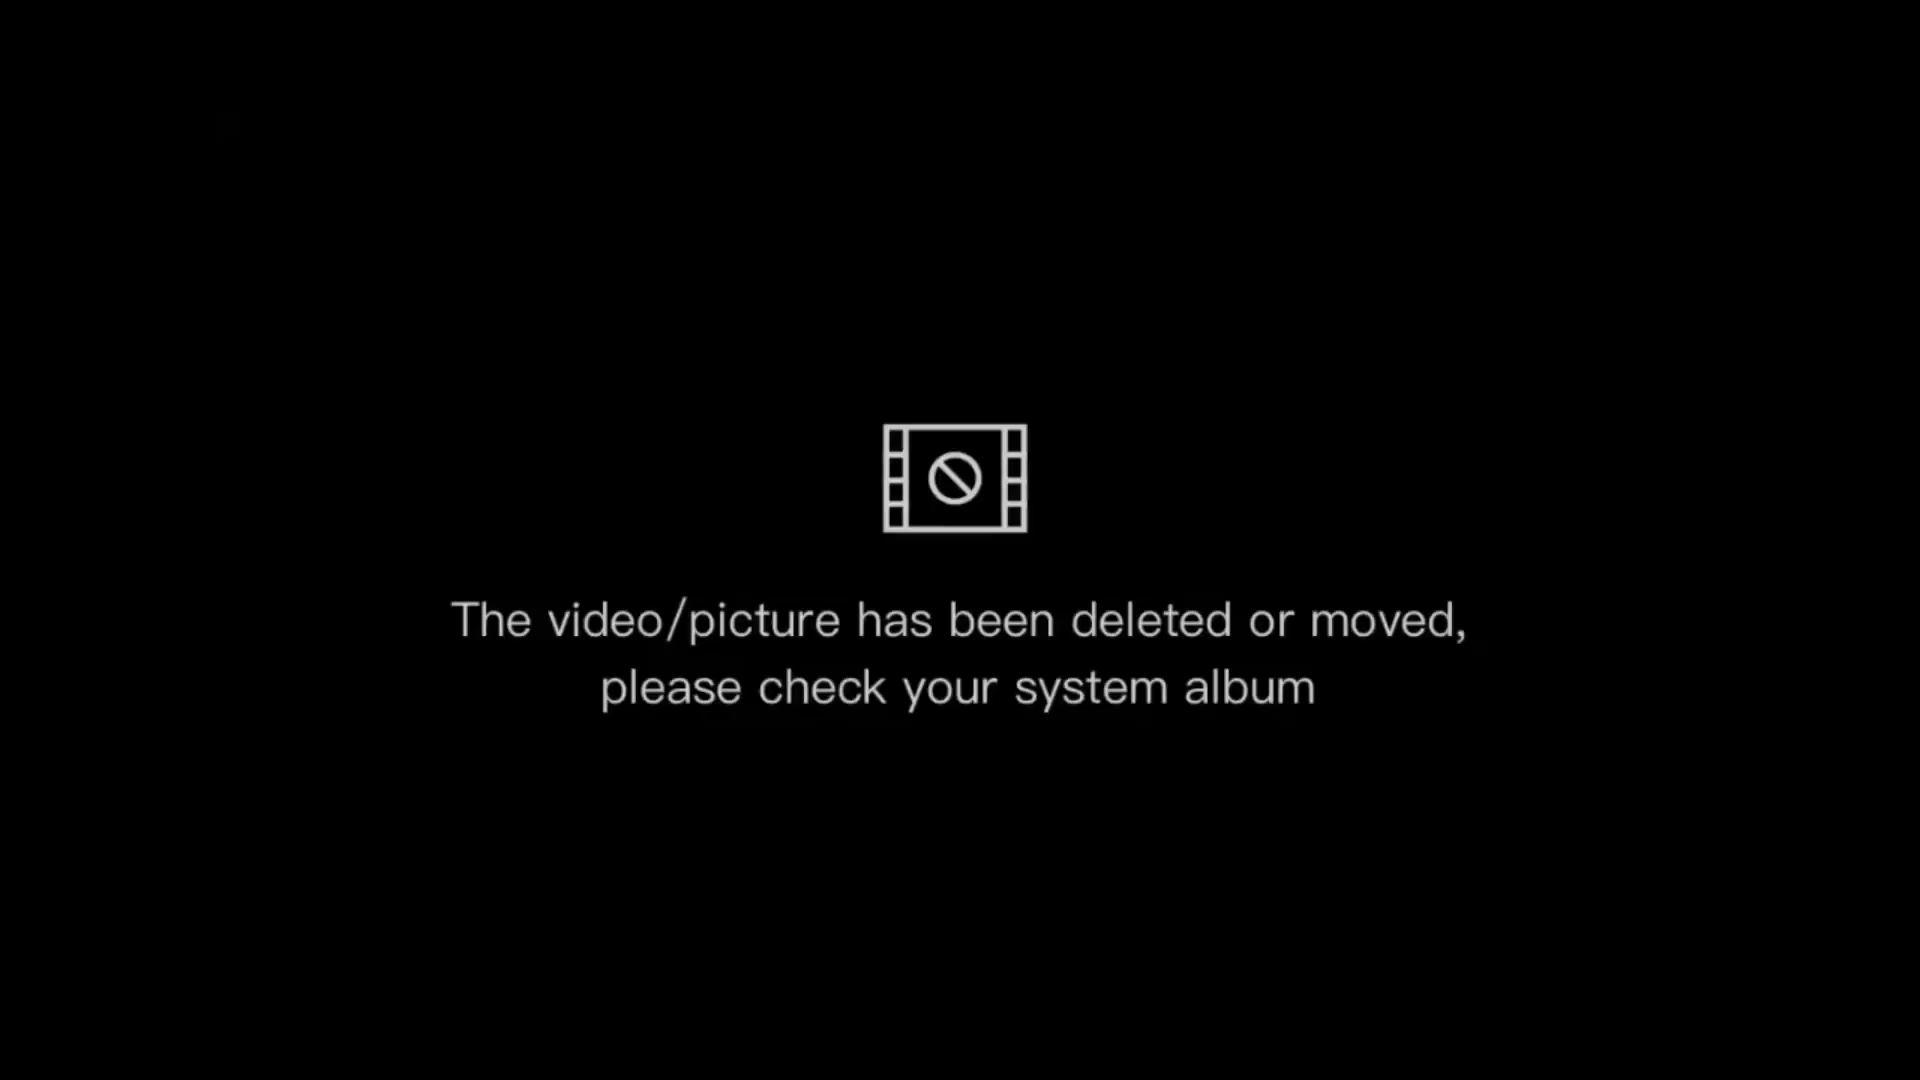 The video/picture has been deleted or moved,
please check your system album